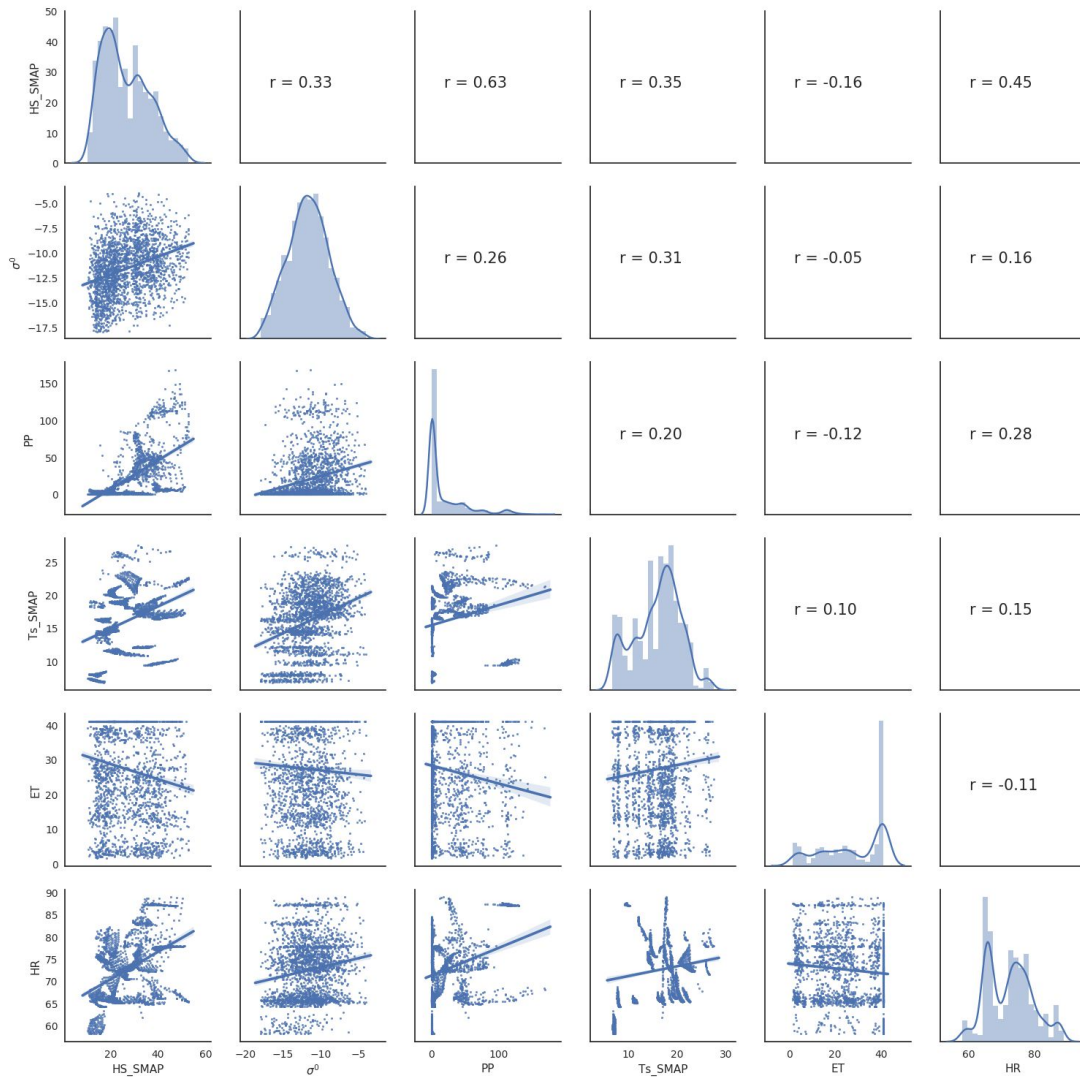 50
40
30
20
10
0
HS_SMAP
r = 0.33
r = 0.63
r = 0.35
r = -0.16
r = 0.45
−5.0
−7.5
−10.0
−12.5
−15.0
−17.5
σ⁰
r = 0.26
r = 0.31
r = -0.05
r = 0.16
150
100
50
0
PP
r = 0.20
r = -0.12
r = 0.28
25
20
15
10
Ts_SMAP
r = 0.10
r = 0.15
40
30
20
10
0
ET
r = -0.11
90
85
80
75
70
65
60
HR
20 40 60
−20 −15 −10 −5
0 100
10 20 30
0 20 40
60 80
HS_SMAP σ⁰ PP Ts_SMAP ET HR